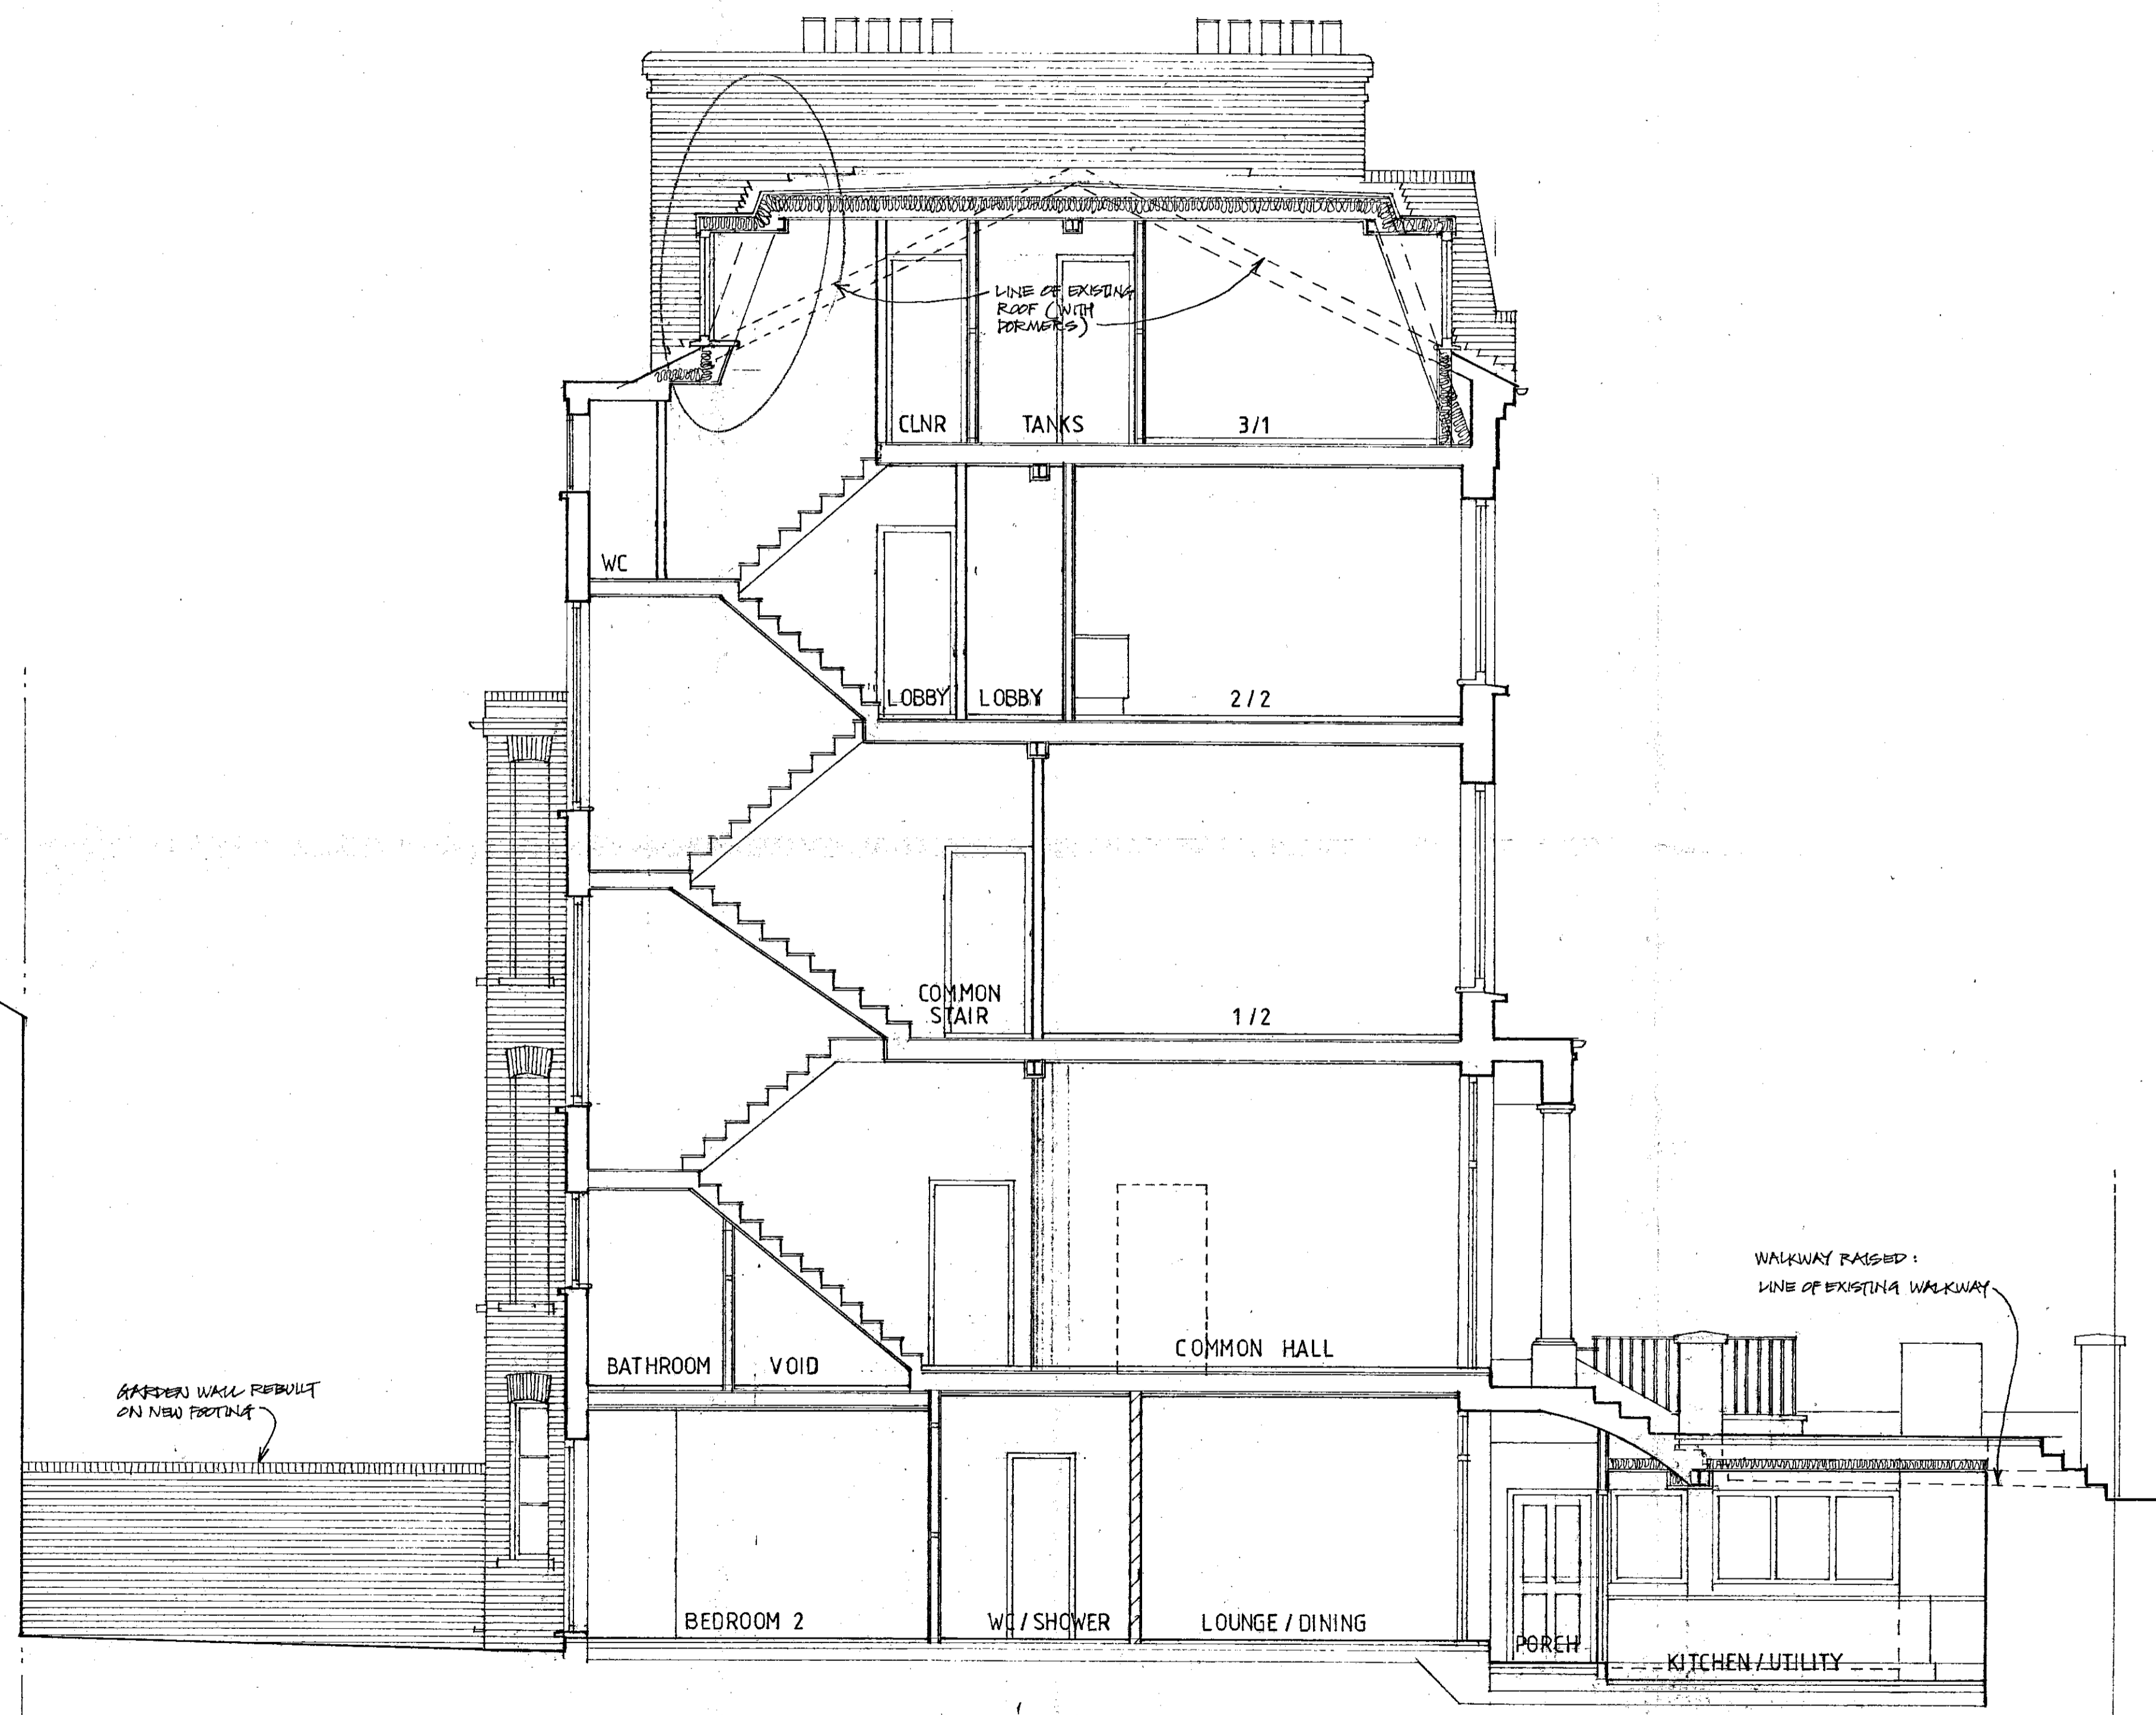 LINE OF EXISTING
ROOF (WITH
DORMERS)
CLNR
TANKS
3/1
WC
LOBBY
LOBBY
2/2
COMMON
STAIR
1/2
WALKWAY RAISED:
LINE OF EXISTING WALKWAY
COMMON HALL
BATHROOM
VOID
GARDEN WALL REBUILT
ON NEW FOOTING
BEDROOM 2
WC/SHOWER
LOUNGE/DINING
PORCH
KITCHEN/UTILITY